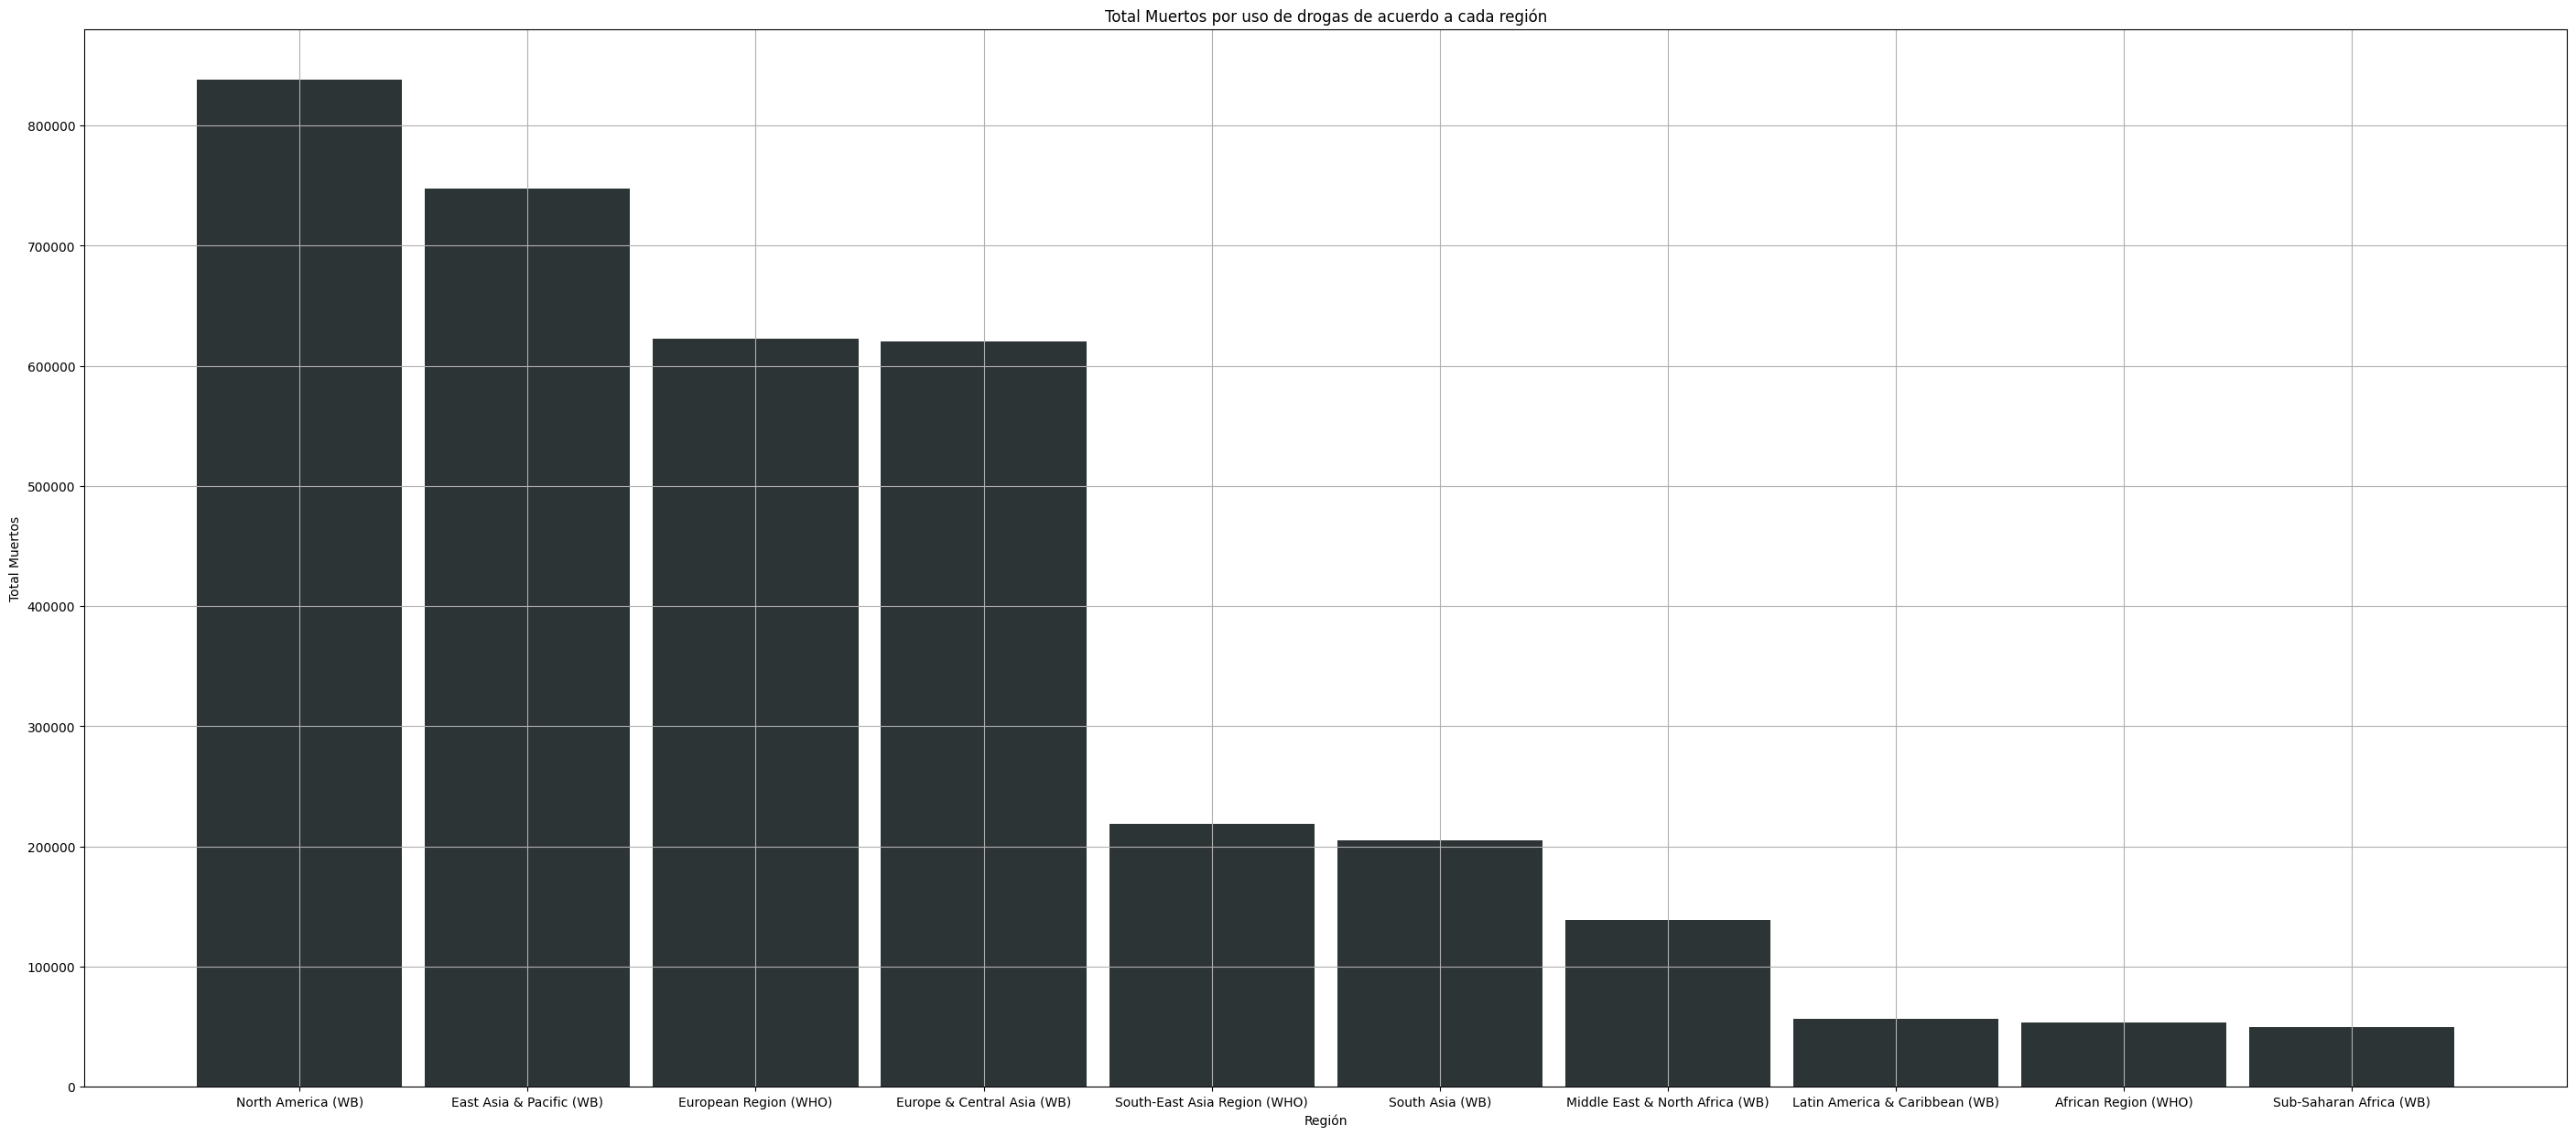 Total Muertos por uso de drogas de acuerdo a cada región
Total Muertos
800000
700000
600000
500000
400000
300000
200000
100000
0
North America (WB) East Asia & Pacific (WB) European Region (WHO) Europe & Central Asia (WB) South-East Asia Region (WHO) South Asia (WB) Middle East & North Africa (WB) Latin America & Caribbean (WB) African Region (WHO) Sub-Saharan Africa (WB)
Región